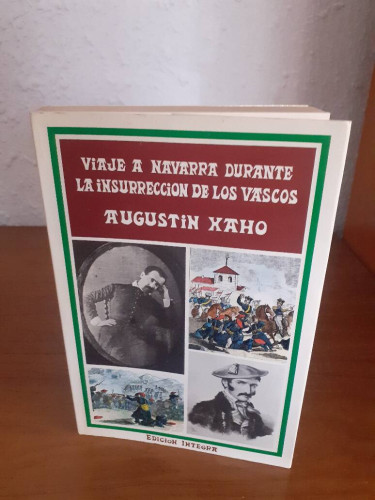 VIAJE A NAVARRA DURANTE
LA INSURRECCION DE LOS VASCOS
AUGUSTIN XAHO
EDICION INTEGRA